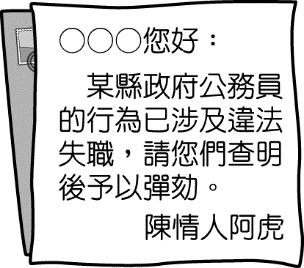 ○○○您好：
某縣政府公務員
的行為已涉及違法
失職，請您們查明
後予以彈劾。
陳情人阿虎